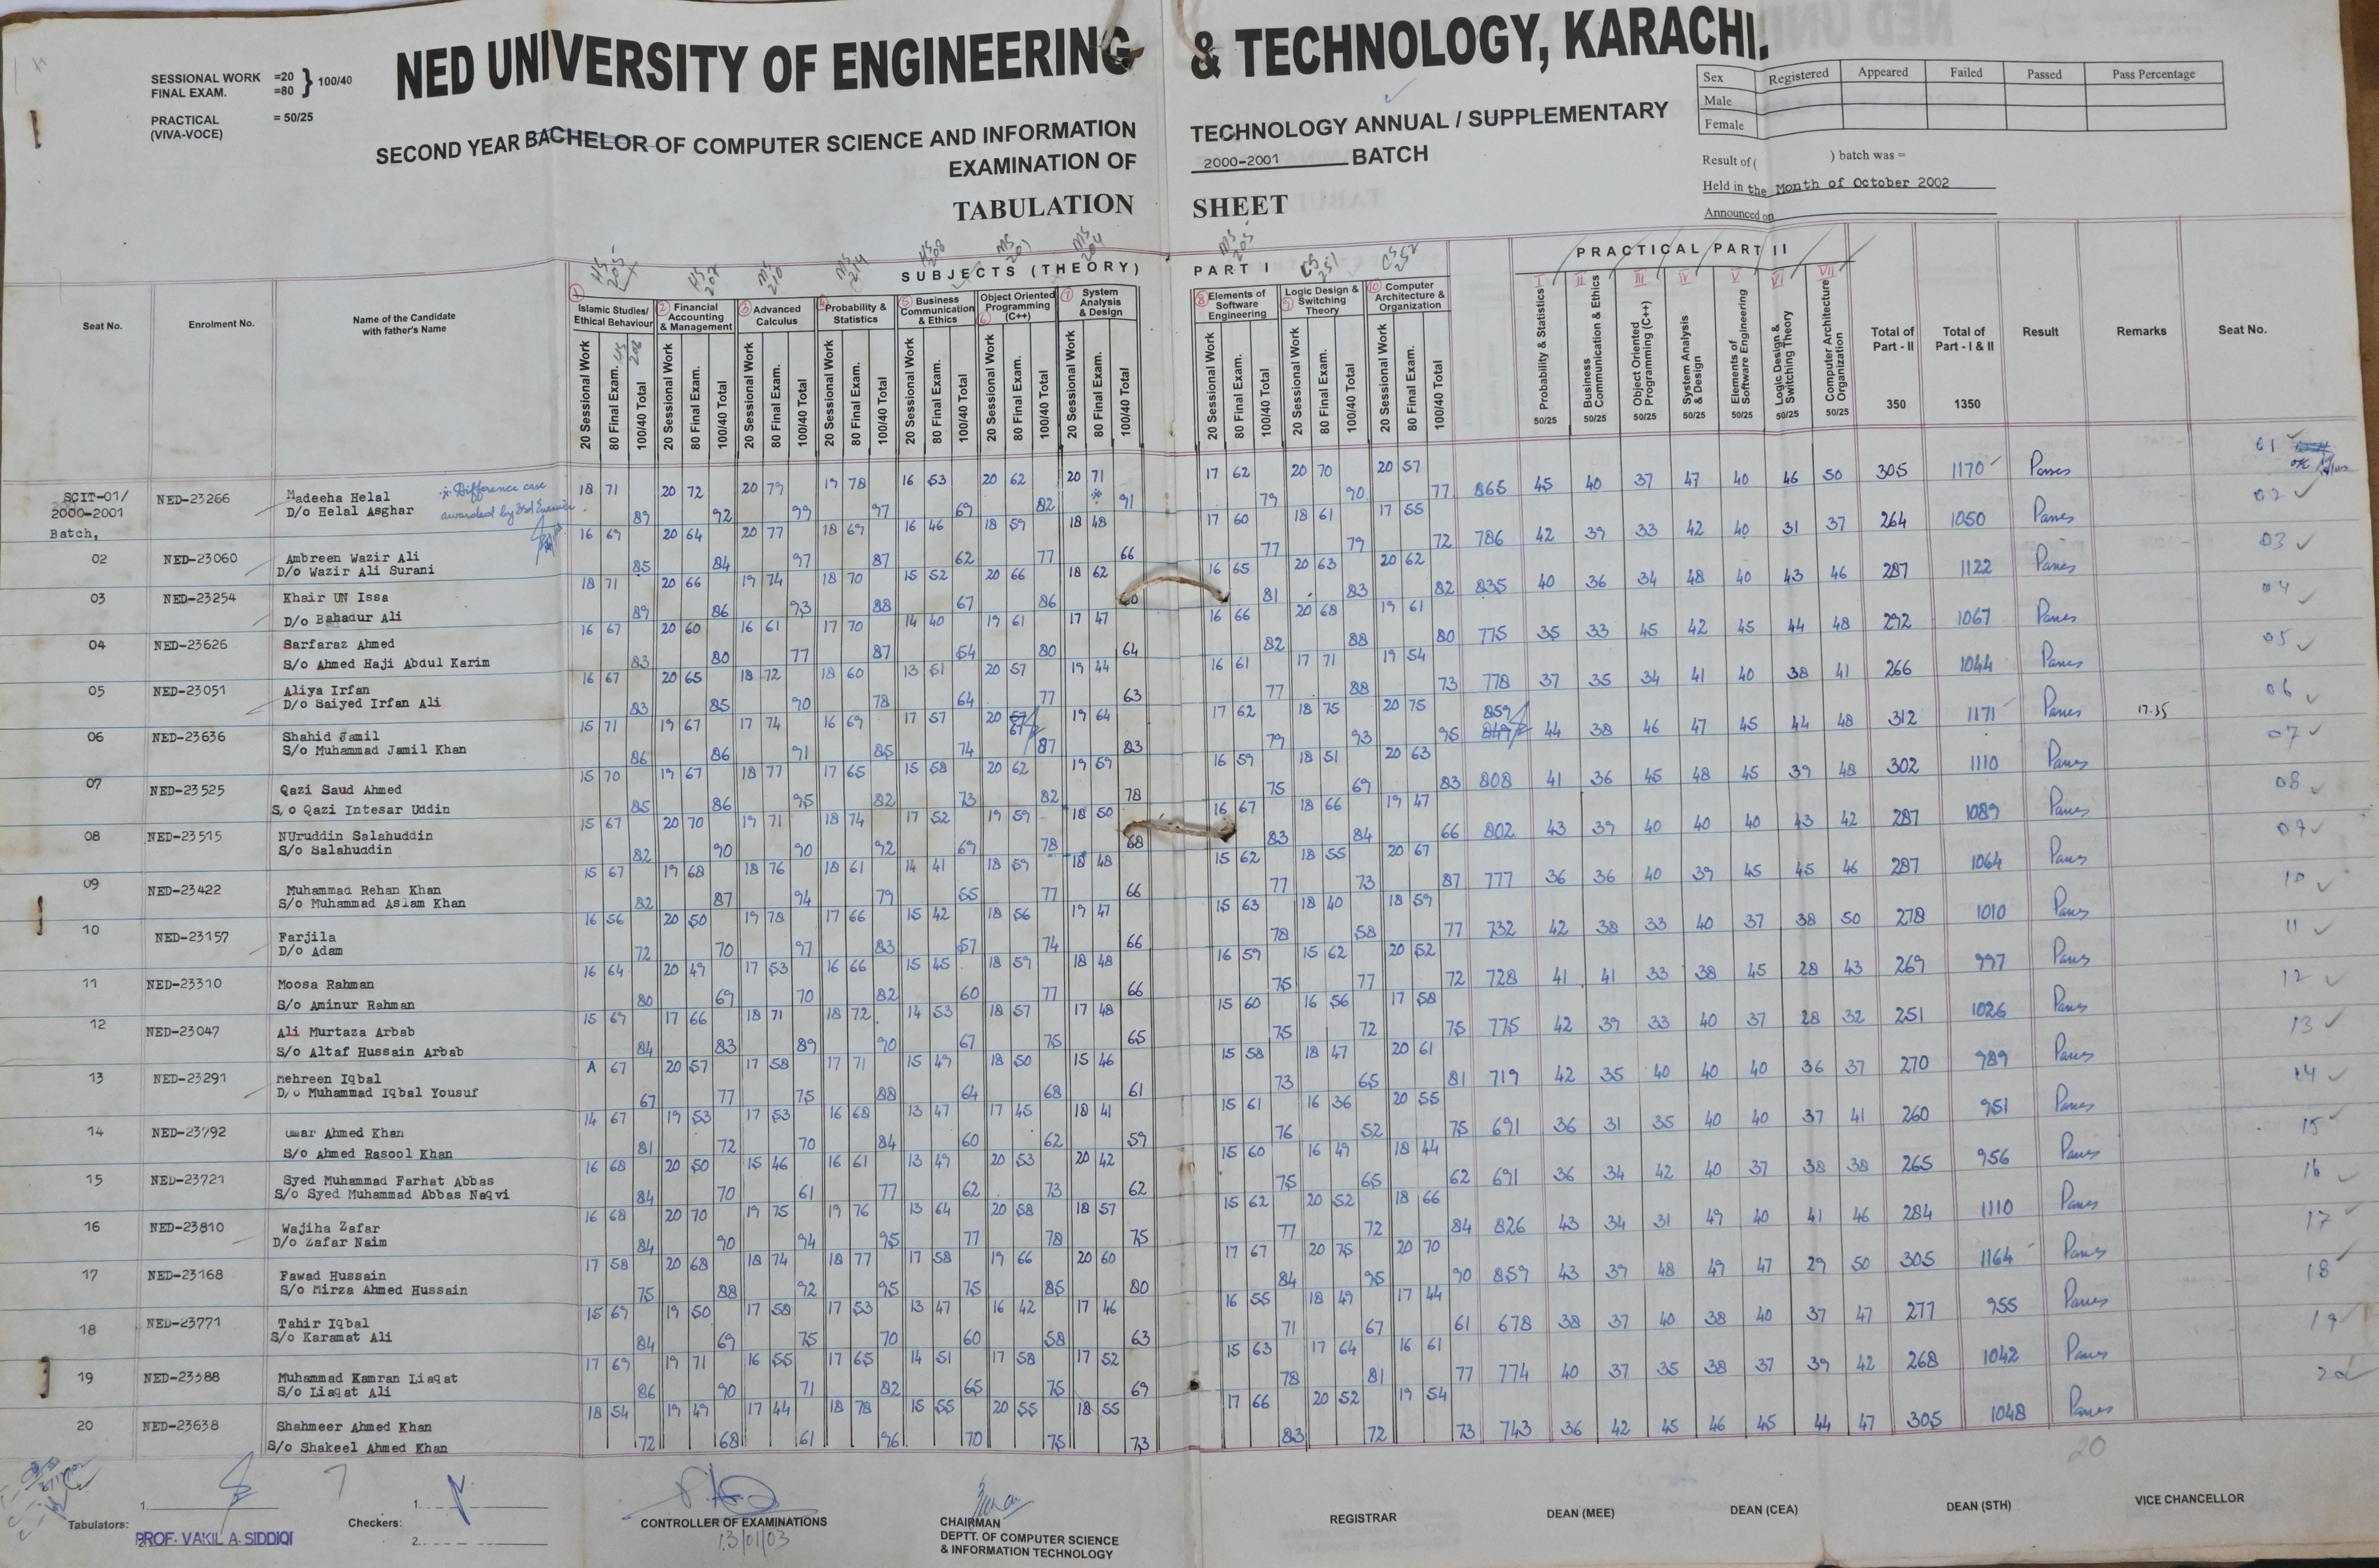 NED UNIVERSITY OF ENGINEERING & TECHNOLOGY, KARACHI.
SESSIONAL WORK =20
FINAL EXAM. =80 } 100/40
PRACTICAL = 50/25
(VIVA-VOCE)
SECOND YEAR BACHELOR OF COMPUTER SCIENCE AND INFORMATION TECHNOLOGY ANNUAL / SUPPLEMENTARY
EXAMINATION OF 2000-2001 BATCH
TABULATION SHEET
Sex Registered Appeared Failed Passed Pass Percentage
Male
Female
Result of ( ) batch was =
Held in the Month of October 2002
Announced on
SUBJECTS (THEORY) PART I
PRACTICAL PART II
Seat No. Enrolment No. Name of the Candidate with father's Name
1 Islamic Studies/ Ethical Behaviour
2 Financial Accounting & Management
3 Advanced Calculus
4 Probability & Statistics
5 Business Communication & Ethics
6 Object Oriented Programming (C++)
7 System Analysis & Design
8 Elements of Software Engineering
9 Logic Design & Switching Theory
10 Computer Architecture & Organization
20 Sessional Work 80 Final Exam. 100/40 Total
I Probability & Statistics 50/25
II Business Communication & Ethics 50/25
III Object Oriented Programming (C++) 50/25
IV System Analysis & Design 50/25
V Elements of Software Engineering 50/25
VI Logic Design & Switching Theory 50/25
VII Computer Architecture Organization 50/25
Total of Part - II 350
Total of Part - I & II 1350
Result Remarks Seat No.
SCIT-01/ 2000-2001 Batch, NED-23266 Madeeha Helal D/o Helal Asghar
18 71 89 20 72 92 20 79 99 19 78 97 16 53 69 20 62 82 20 71 91 17 62 79 20 70 90 20 57 77 865 45 40 37 47 40 46 50 305 1170 Passes 01
02 NED-23060 Ambreen Wazir Ali D/o Wazir Ali Surani
16 69 85 20 64 84 20 77 97 18 69 87 16 46 62 18 59 77 18 48 66 17 60 77 18 61 79 17 55 72 786 42 39 33 42 40 31 37 264 1050 Passes 02
03 NED-23254 Khair UN Issa D/o Bahadur Ali
18 71 89 20 66 86 19 74 93 18 70 88 15 52 67 20 66 86 18 62 16 65 81 20 63 83 20 62 82 835 40 36 34 48 40 43 46 287 1122 Passes 03
04 NED-23626 Sarfaraz Ahmed S/o Ahmed Haji Abdul Karim
16 67 83 20 60 80 16 61 77 17 70 87 14 40 54 19 61 80 17 47 64 16 66 82 20 68 88 19 61 80 775 35 33 45 42 45 44 48 292 1067 Passes 04
05 NED-23051 Aliya Irfan D/o Saiyed Irfan Ali
16 67 83 20 65 85 18 72 90 18 60 78 13 51 64 20 57 77 19 44 63 16 61 77 17 71 88 19 54 73 778 37 35 34 41 40 38 41 266 1044 Passes 05
06 NED-23636 Shahid Jamil S/o Muhammad Jamil Khan
15 71 86 19 67 86 17 74 91 16 69 85 17 57 74 20 67 87 19 64 83 17 62 79 18 75 93 20 75 95 859 44 38 46 47 45 44 48 312 1171 Passes 17.35 06
07 NED-23525 Qazi Saud Ahmed S/o Qazi Intesar Uddin
15 70 85 19 67 86 18 77 95 17 65 82 15 58 73 20 62 82 19 59 78 16 59 75 18 51 69 20 63 83 808 41 36 45 48 45 39 48 302 1110 Passes 07
08 NED-23515 NUruddin Salahuddin S/o Salahuddin
15 67 82 20 70 90 19 71 90 18 74 92 17 52 69 19 59 78 18 50 68 16 67 83 18 66 84 19 47 66 802 43 39 40 40 40 43 42 287 1089 Passes 08
09 NED-23422 Muhammad Rehan Khan S/o Muhammad Aslam Khan
15 67 82 19 68 87 18 76 94 18 61 79 14 41 55 18 59 77 18 48 66 15 62 77 18 55 73 20 67 87 777 36 36 40 39 45 45 46 287 1064 Passes 09
10 NED-23157 Farjila D/o Adam
16 56 72 20 50 70 19 78 97 17 66 83 15 42 57 18 56 74 19 47 66 15 63 78 18 40 58 18 59 77 732 42 38 33 40 37 38 50 278 1010 Passes 10
11 NED-23310 Moosa Rahman S/o Aminur Rahman
16 64 80 20 49 69 17 53 70 16 66 82 15 45 60 18 59 77 18 48 66 16 59 75 15 62 77 20 52 72 728 41 41 33 38 45 28 43 269 997 Passes 11
12 NED-23047 Ali Murtaza Arbab S/o Altaf Hussain Arbab
15 69 84 17 66 83 18 71 89 18 72 90 14 53 67 18 57 75 17 48 65 15 60 75 16 56 72 17 58 75 775 42 39 33 40 37 28 32 251 1026 Passes 12
13 NED-23291 Mehreen Iqbal D/o Muhammad Iqbal Yousuf
A 67 67 20 57 77 17 58 75 17 71 88 15 49 64 18 50 68 15 46 61 15 58 73 18 47 65 20 61 81 719 42 35 40 40 40 36 37 270 989 Passes 13
14 NED-23792 Umar Ahmed Khan S/o Ahmed Rasool Khan
14 67 81 19 53 72 17 53 70 16 68 84 13 47 60 17 45 62 18 41 59 15 61 76 16 36 52 20 55 75 691 36 31 35 40 40 37 41 260 951 Passes 14
15 NED-23721 Syed Muhammad Farhat Abbas S/o Syed Muhammad Abbas Naqvi
16 68 84 20 50 70 15 46 61 16 61 77 13 49 62 20 53 73 20 42 62 15 60 75 16 49 65 18 44 62 691 36 34 42 40 37 38 38 265 956 Passes 15
16 NED-23810 Wajiha Zafar D/o Zafar Naim
16 68 84 20 70 90 19 75 94 19 76 95 13 64 77 20 58 78 18 57 75 15 62 77 20 52 72 18 66 84 826 43 34 31 49 40 41 46 284 1110 Passes 16
17 NED-23168 Fawad Hussain S/o Mirza Ahmed Hussain
17 58 75 20 68 88 18 74 92 18 77 95 17 58 75 19 66 85 20 60 80 17 67 84 20 75 95 20 70 90 859 43 39 48 49 47 29 50 305 1164 Passes 17
18 NED-23771 Tahir Iqbal S/o Karamat Ali
15 69 84 19 50 69 17 58 75 17 53 70 13 47 60 16 42 58 17 46 63 16 55 71 18 49 67 17 44 61 678 38 37 40 38 40 37 47 277 955 Passes 18
19 NED-23388 Muhammad Kamran Liaqat S/o Liaqat Ali
17 69 86 19 71 90 16 55 71 17 65 82 14 51 65 17 58 75 17 52 69 15 63 78 17 64 81 16 61 77 774 40 37 35 38 37 39 42 268 1042 Passes 19
20 NED-23638 Shahmeer Ahmed Khan S/o Shakeel Ahmed Khan
18 54 72 19 49 68 17 44 61 18 78 96 15 55 70 20 55 75 18 55 73 17 66 83 20 52 72 19 54 73 743 36 42 45 46 45 44 47 305 1048 Passes 20
20
Tabulators: 1. 2.
PROF. VAKIL A. SIDDIQI
Checkers: 1. 2.
CONTROLLER OF EXAMINATIONS
13/01/03
CHAIRMAN
DEPTT. OF COMPUTER SCIENCE
& INFORMATION TECHNOLOGY
REGISTRAR
DEAN (MEE)
DEAN (CEA)
DEAN (STH)
VICE CHANCELLOR